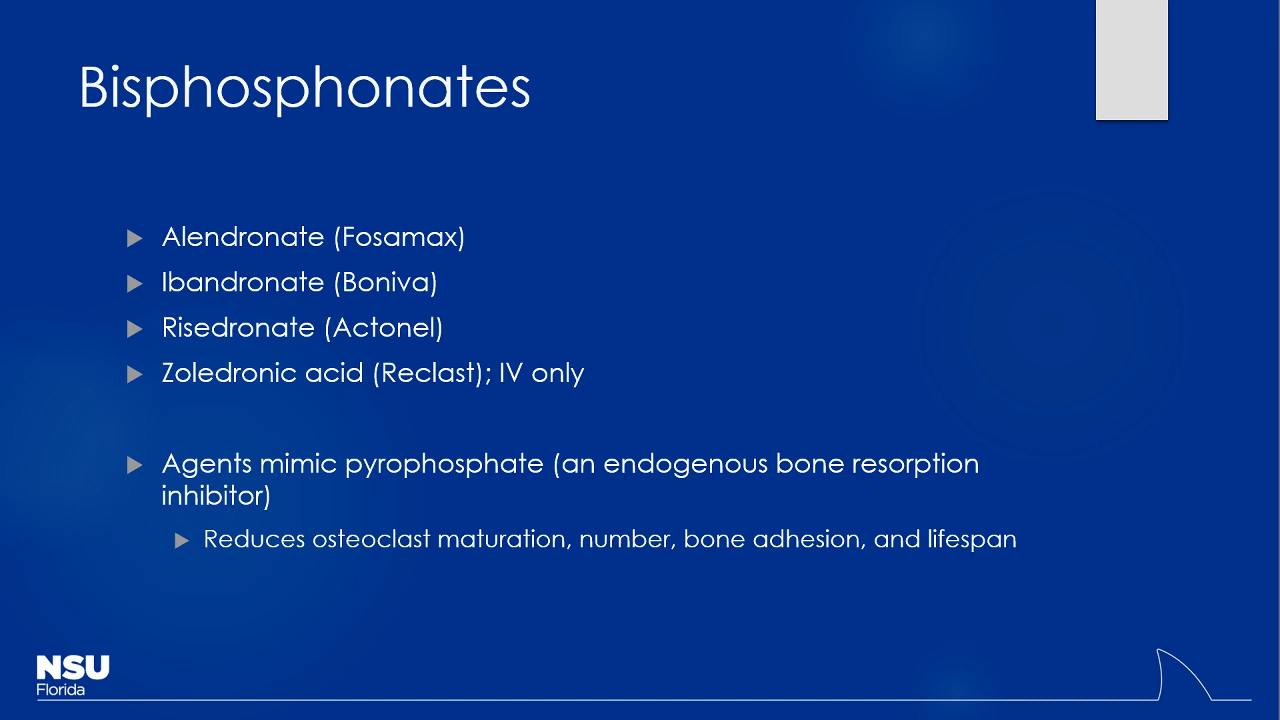 Bisphosphonates
Alendronate (Fosamax)
Ibandronate (Boniva)
Risedronate (Actonel)
Zoledronic acid (Reclast); IV only
Agents mimic pyrophosphate (an endogenous bone resorption
inhibitor)
Reduces osteoclast maturation, number, bone adhesion, and lifespan
NSU
Florida